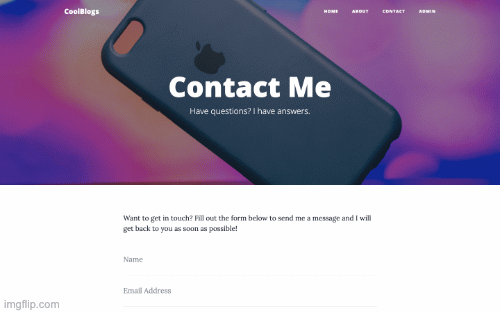 CoolBlogs
HOME ABOUT CONTACT ADMIN
Contact Me
Have questions? I have answers.
Want to get in touch? Fill out the form below to send me a message and I will
get back to you as soon as possible!
Name
Email Address
imgflip.com